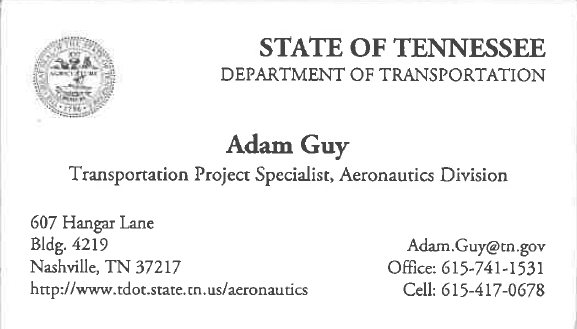 STATE OF TENNESSEE
DEPARTMENT OF TRANSPORTATION
Adam Guy
Transportation Project Specialist, Aeronautics Division
607 Hangar Lane
Bldg. 4219
Nashville, TN 37217
http://www.tdot.state.tn.us/aeronautics
Adam.Guy@tn.gov
Office: 615-741-1531
Cell: 615-417-0678